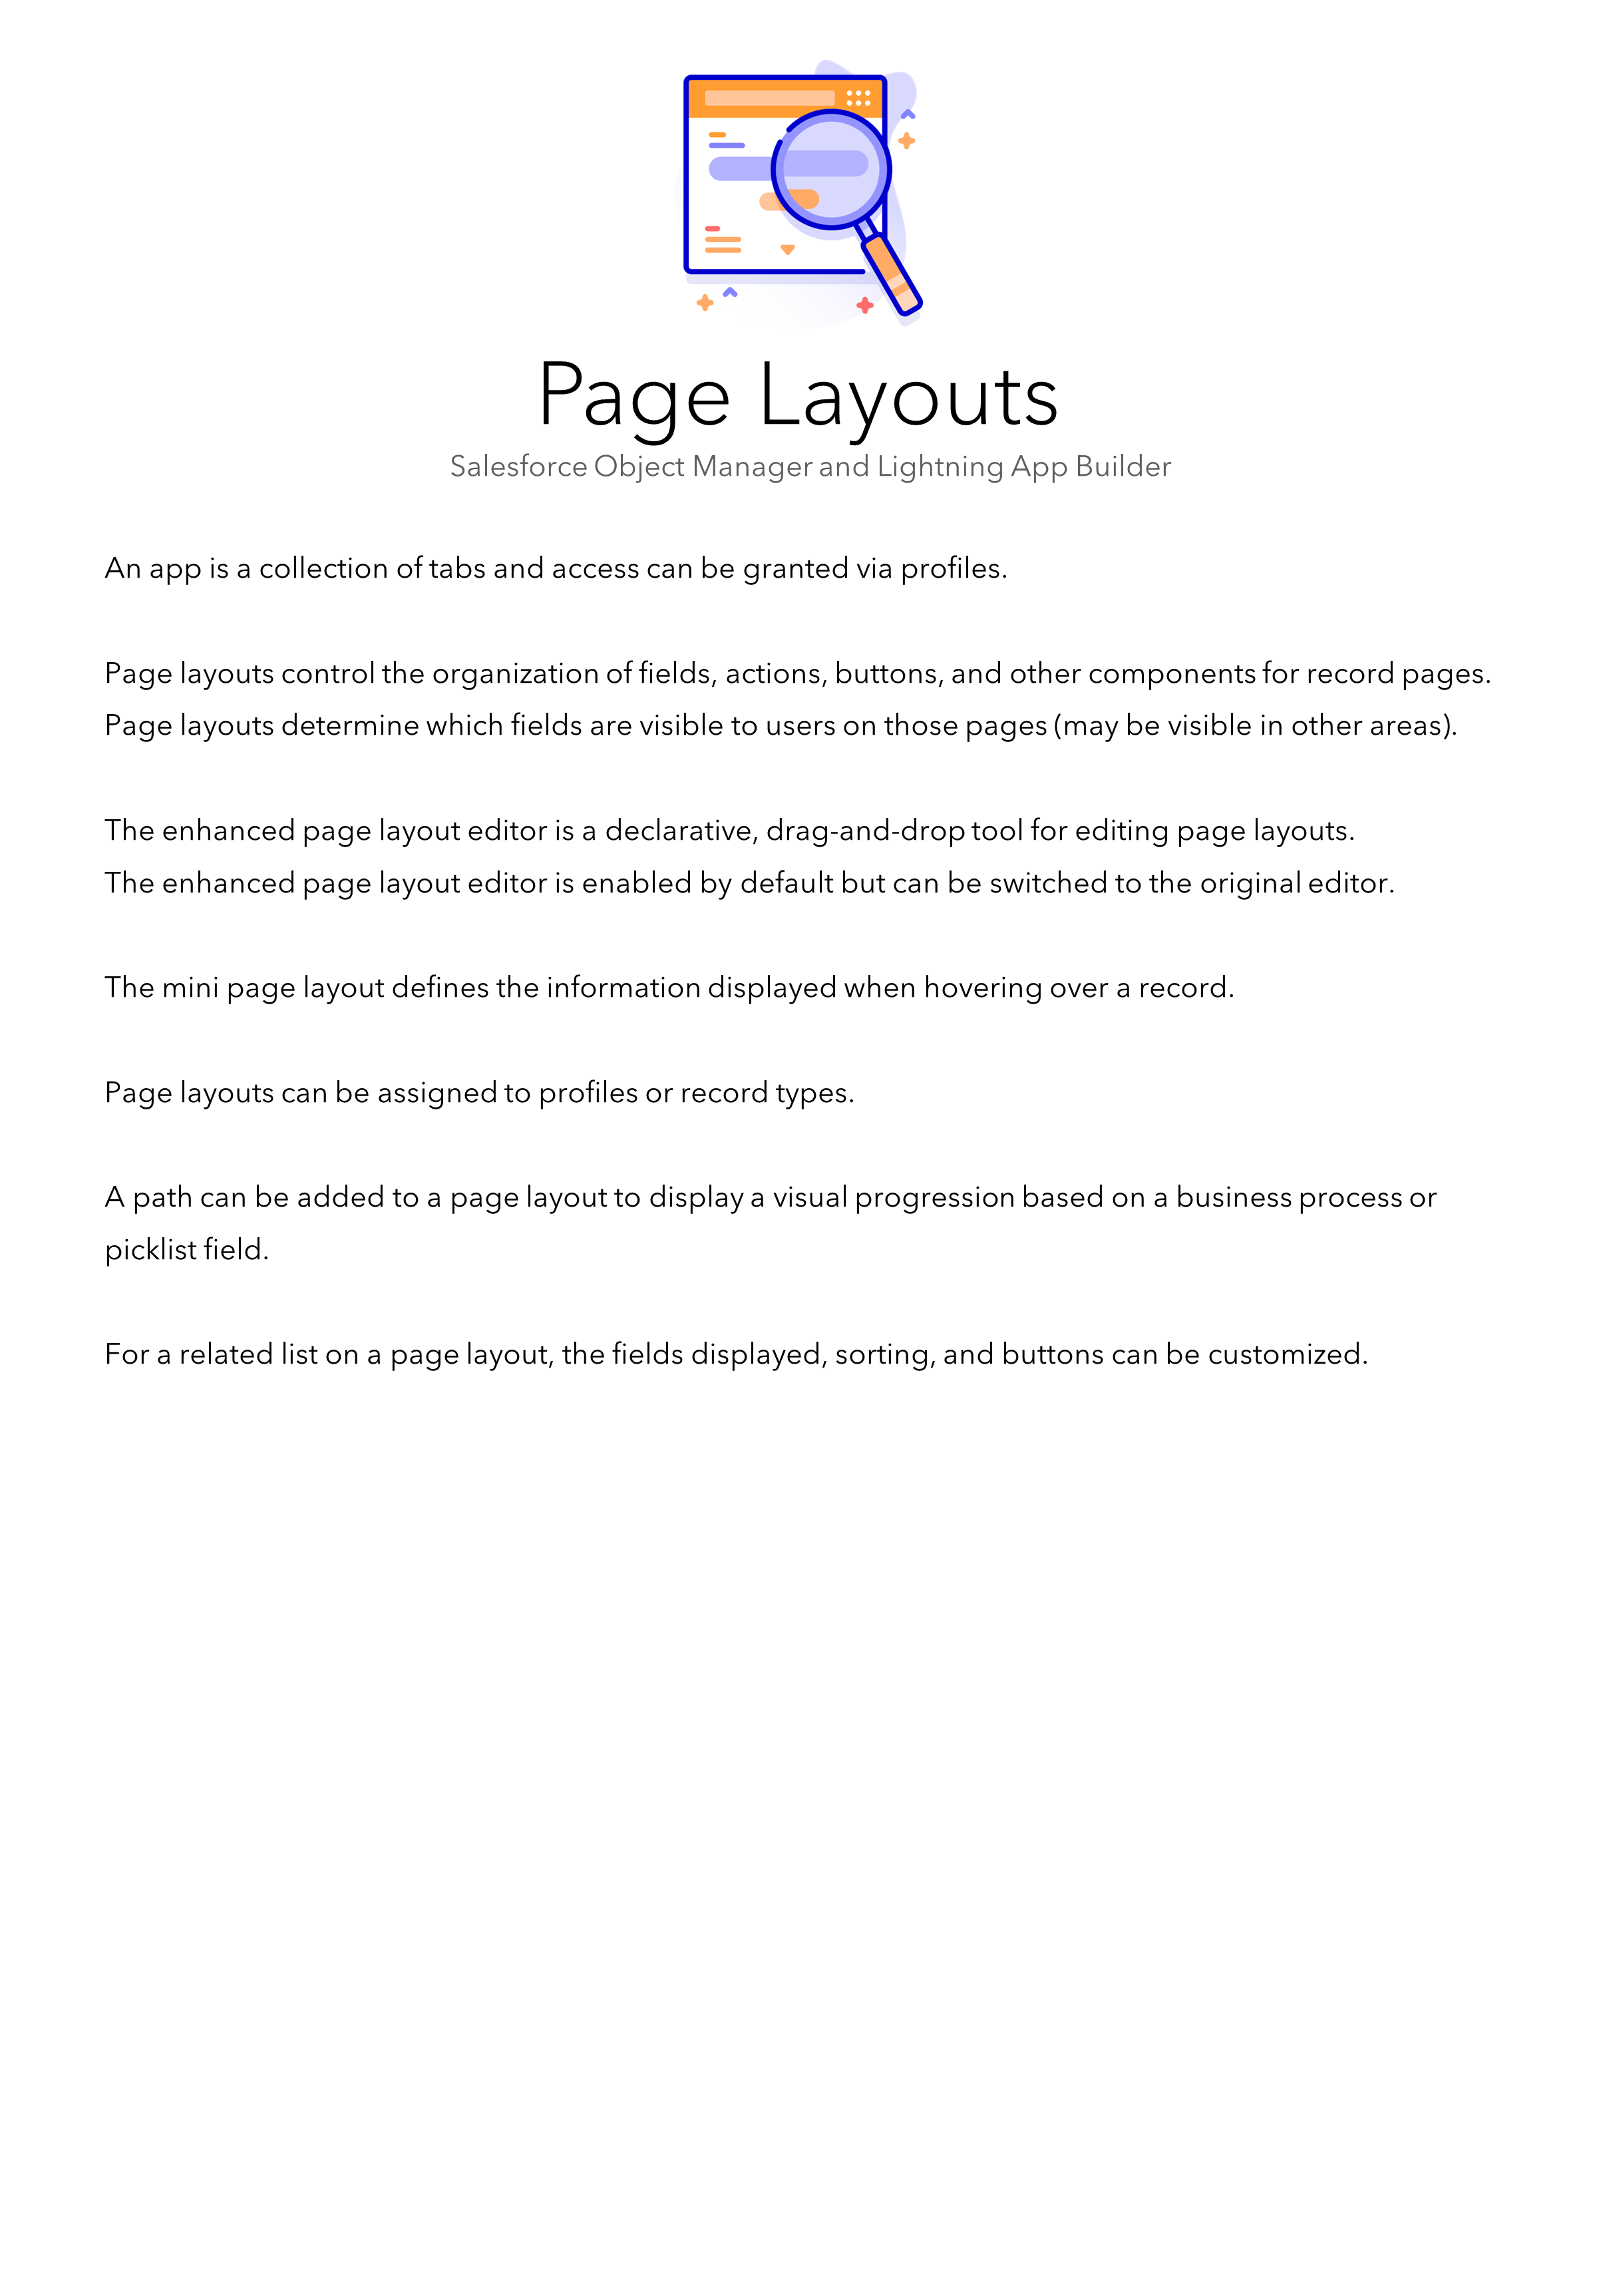 Page Layouts
Salesforce Object Manager and Lightning App Builder
An app is a collection of tabs and access can be granted via profiles.
Page layouts control the organization of fields, actions, buttons, and other components for record pages.
Page layouts determine which fields are visible to users on those pages (may be visible in other areas).
The enhanced page layout editor is a declarative, drag-and-drop tool for editing page layouts.
The enhanced page layout editor is enabled by default but can be switched to the original editor.
The mini page layout defines the information displayed when hovering over a record.
Page layouts can be assigned to profiles or record types.
A path can be added to a page layout to display a visual progression based on a business process or
picklist field.
For a related list on a page layout, the fields displayed, sorting, and buttons can be customized.